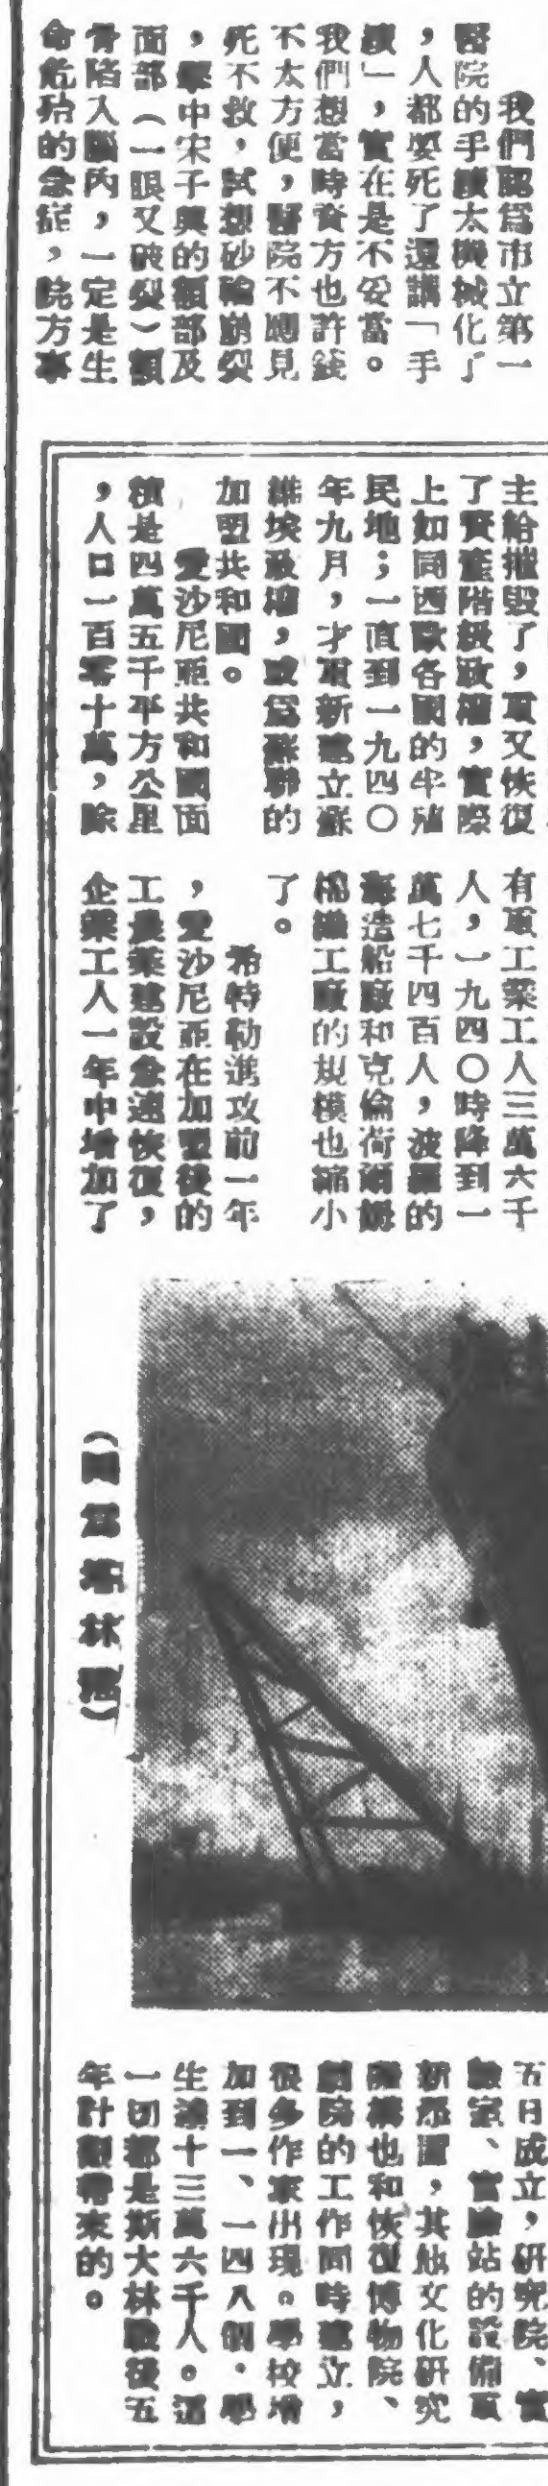 我們認爲市立第一
醫院的手續太機械化了
，人都要死了還講「手
續」，實在是不妥當。
我們想當時資方也許錢
不太方便，醫院不應見
死不救，試想砂輪崩裂
，擊中宋子興的額部及
面部（一眼又破裂）額
骨陷入腦內，一定是生
命危殆的急症，院方事
主給摧毀了，重又恢復
了資產階級政權，實際
上如同西歐各國的半殖
民地；一直到一九四〇
年九月，才重新建立蘇
維埃政權，成爲蘇聯的
加盟共和國。
愛沙尼亞共和國面
積是四萬五千平方公里
，人口一百零十萬，除
有重工業工人三萬六千
人，一九四〇時降到一
萬七千四百人，波羅的
海造船廠和克倫荷爾姆
棉織工廠的規模也縮小
了。
希特勒進攻前一年
，愛沙尼亞在加盟後的
工農業建設急速恢復，
企業工人一年中增加了
（圖爲塔林港）
五日成立，研究院、實
驗室、實驗站的設備重
新添置，其他文化研究
機構也和恢復博物院、
劇院的工作同時建立，
很多作家出現。學校增
加到一、一四八個。學
生達十三萬六千人。這
一切都是斯大林戰後五
年計劃帶來的。